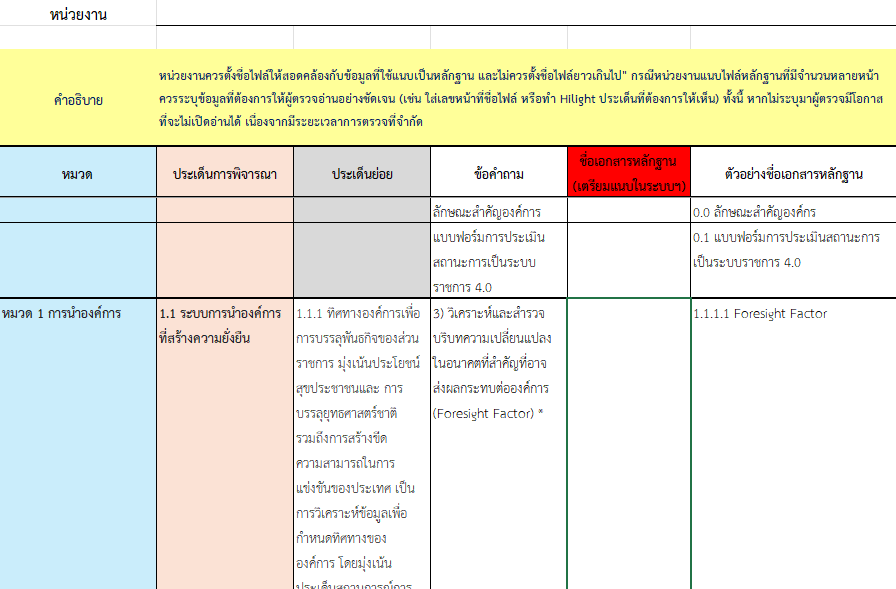 หน่วยงาน
คำอธิบาย
หน่วยงานควรตั้งชื่อไฟล์ให้สอดคล้องกับข้อมูลที่ใช้แนบเป็นหลักฐาน และไม่ควรตั้งชื่อไฟล์ยาวเกินไป" กรณีหน่วยงานแนบไฟล์หลักฐานที่มีจำนวนหลายหน้า
ควรระบุข้อมูลที่ต้องการให้ผู้ตรวจอ่านอย่างชัดเจน (เช่น ใส่เลขหน้าที่ชื่อไฟล์ หรือทำ Hilight ประเด็นที่ต้องการให้เห็น) ทั้งนี้ หากไม่ระบุมาผู้ตรวจมีโอกาส
ที่จะไม่เปิดอ่านได้ เนื่องจากมีระยะเวลาการตรวจที่จำกัด
หมวด
ประเด็นการพิจารณา
ประเด็นย่อย
ข้อคำถาม
ชื่อเอกสารหลักฐาน
(เตรียมแนบในระบบฯ)
ตัวอย่างชื่อเอกสารหลักฐาน
ลักษณะสำคัญองค์การ
0.0 ลักษณะสำคัญองค์กร
แบบฟอร์มการประเมิน
สถานะการเป็นระบบ
ราชการ 4.0
0.1 แบบฟอร์มการประเมินสถานะการ
เป็นระบบราชการ 4.0
หมวด 1 การนำองค์การ
1.1 ระบบการนำองค์การ
ที่สร้างความยั่งยืน
1.1.1 ทิศทางองค์การเพื่อ
การบรรลุพันธกิจของส่วน
ราชการ มุ่งเน้นประโยชน์
สุขประชาชนและ การ
บรรลุยุทธศาสตร์ชาติ
รวมถึงการสร้างขีด
ความสามารถในการ
แข่งขันของประเทศ เป็น
การวิเคราะห์ข้อมูลเพื่อ
กำหนดทิศทางของ
องค์การ โดยมุ่งเน้น
ประเด็นสถานการณ์การ
3) วิเคราะห์และสำรวจ
บริบทความเปลี่ยนแปลง
ในอนาคตที่สำคัญที่อาจ
ส่งผลกระทบต่อองค์การ
(Foresight Factor) *
1.1.1.1 Foresight Factor